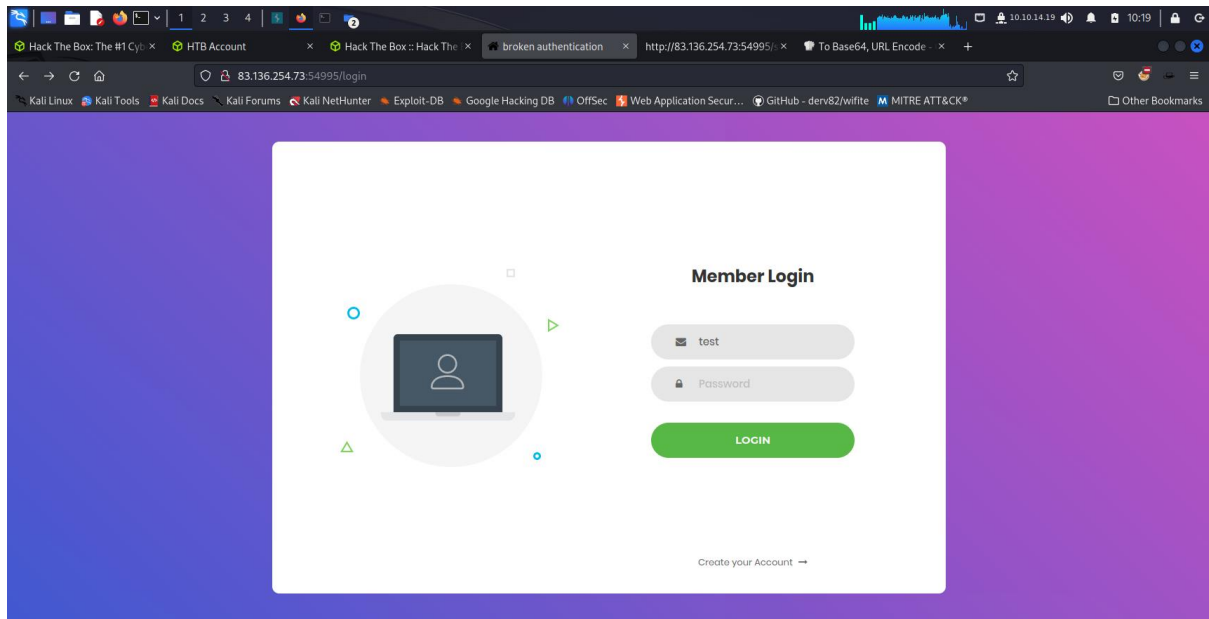 1 2 3 4 2 10.10.14.19 10:19
Hack The Box: The #1 Cyb HTB Account Hack The Box :: Hack The broken authentication http://83.136.254.73:54995/ To Base64, URL Encode -
83.136.254.73:54995/login
Kali Linux Kali Tools Kali Docs Kali Forums Kali NetHunter Exploit-DB Google Hacking DB OffSec Web Application Secur... GitHub - derv82/wifite MITRE ATT&CK® Other Bookmarks
Member Login
test
Password
LOGIN
Create your Account →